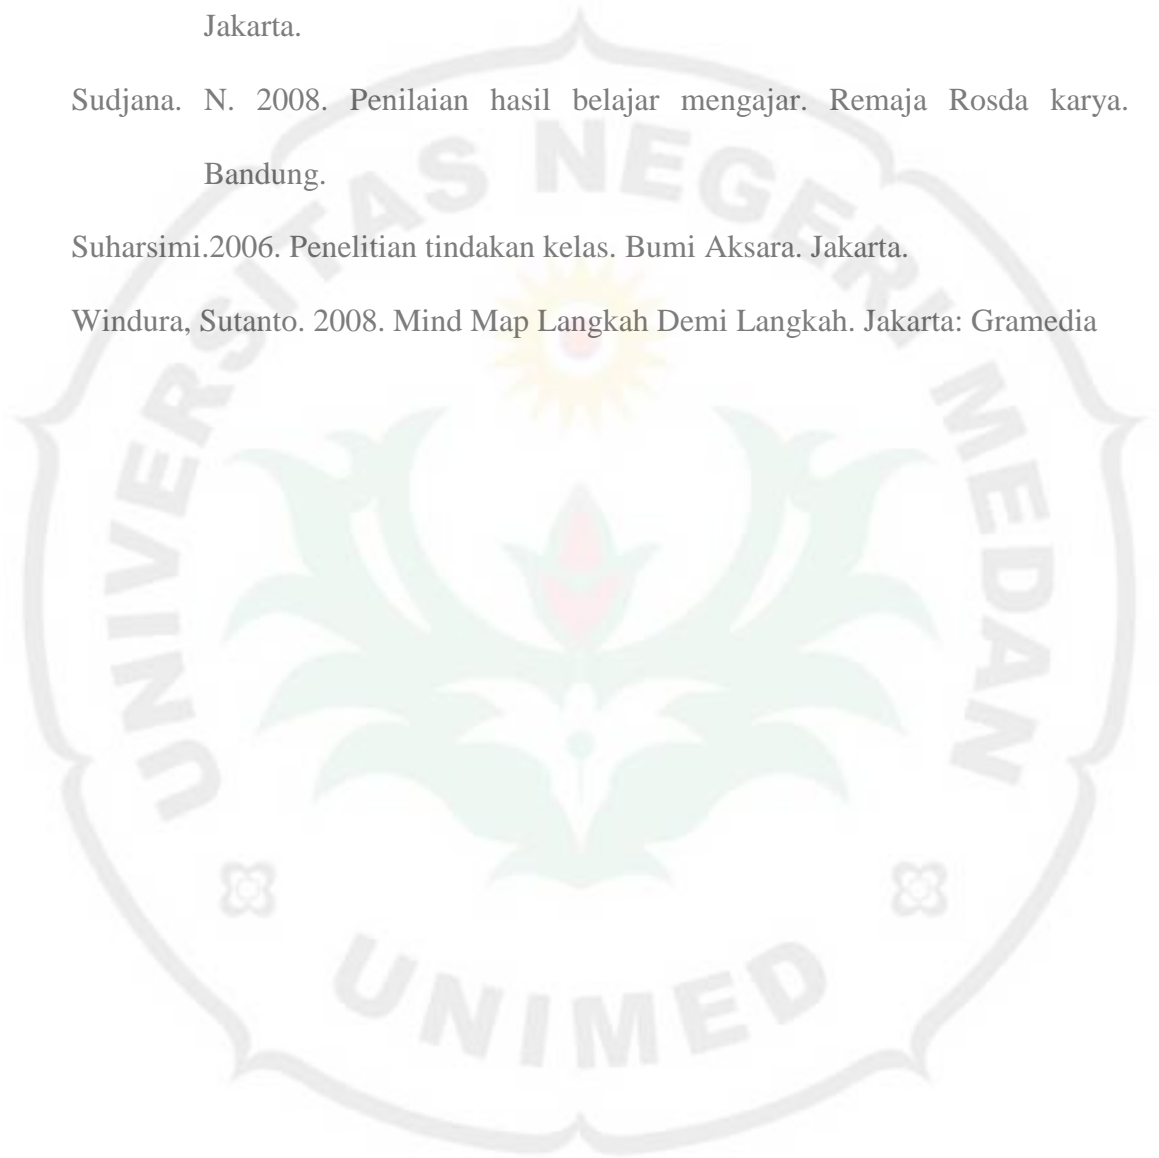 Jakarta.
Sudjana. N. 2008. Penilaian hasil belajar mengajar. Remaja Rosda karya.
Bandung.
Suharsimi.2006. Penelitian tindakan kelas. Bumi Aksara. Jakarta.
Windura, Sutanto. 2008. Mind Map Langkah Demi Langkah. Jakarta: Gramedia
UNIVERSITAS NEGERI MEDAN
UNIMED